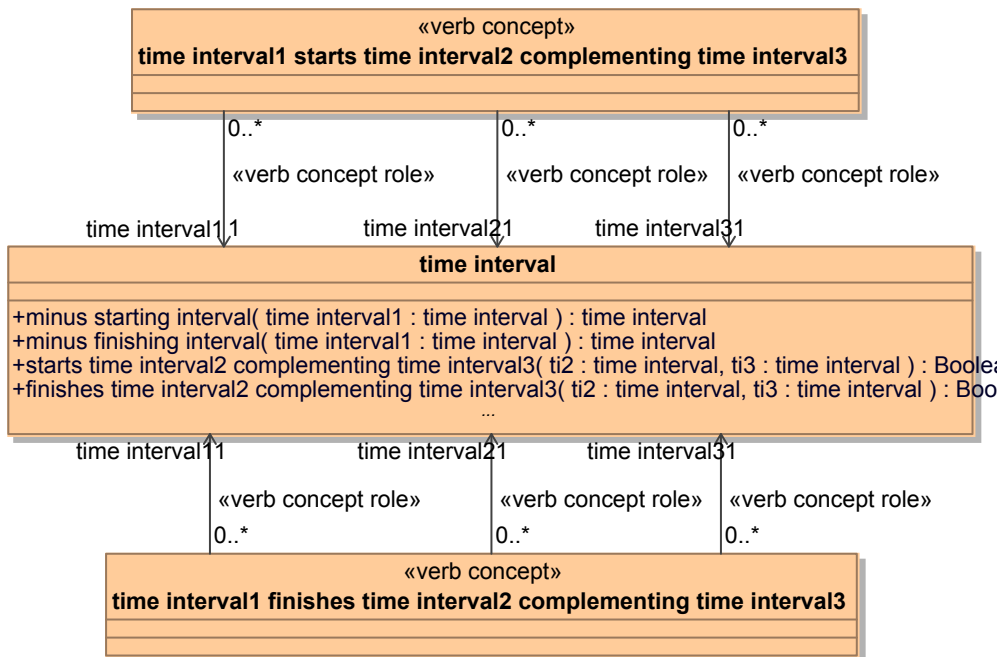 «verb concept»
time interval1 starts time interval2 complementing time interval3
0..* 0..* 0..*
«verb concept role» «verb concept role» «verb concept role»
time interval1 1 time interval2 1 time interval3 1
time interval
+minus starting interval( time interval1 : time interval ) : time interval
+minus finishing interval( time interval1 : time interval ) : time interval
+starts time interval2 complementing time interval3( ti2 : time interval, ti3 : time interval ) : Boolea
+finishes time interval2 complementing time interval3( ti2 : time interval, ti3 : time interval ) : Boo
...
time interval1 1 time interval2 1 time interval3 1
«verb concept role» «verb concept role» «verb concept role»
0..* 0..* 0..*
«verb concept»
time interval1 finishes time interval2 complementing time interval3